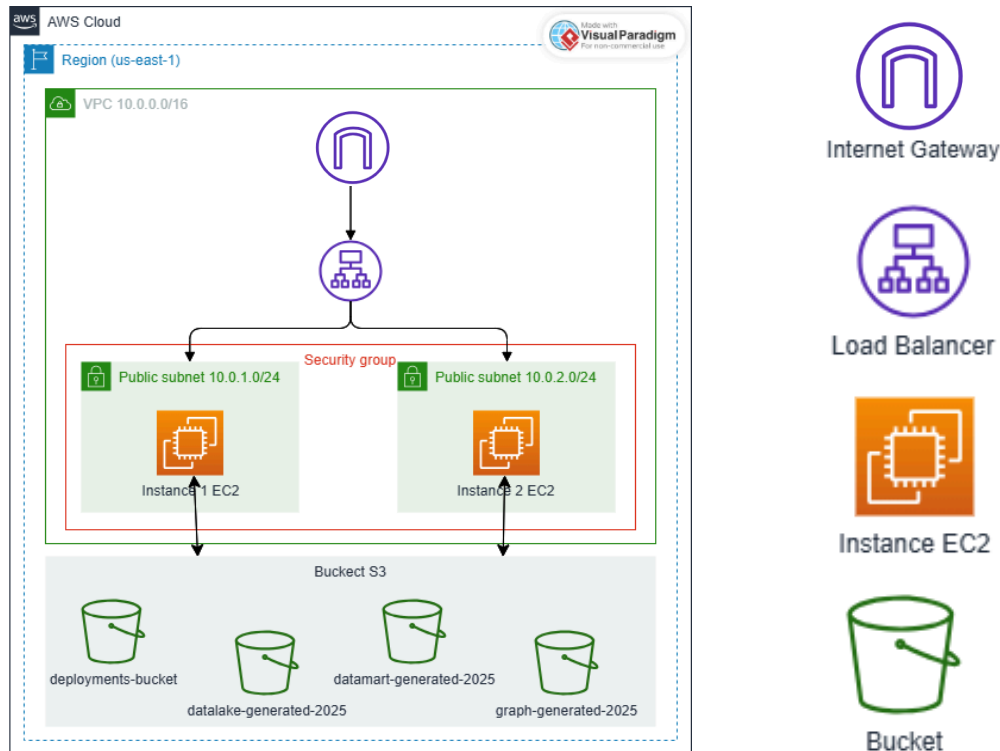 aws
AWS Cloud
Made with
Visual Paradigm
For non-commercial use
Region (us-east-1)
VPC 10.0.0.0/16
Security group
Public subnet 10.0.1.0/24
Public subnet 10.0.2.0/24
Instance 1 EC2
Instance 2 EC2
Buckect S3
deployments-bucket
datamart-generated-2025
datalake-generated-2025
graph-generated-2025
Internet Gateway
Load Balancer
Instance EC2
Bucket